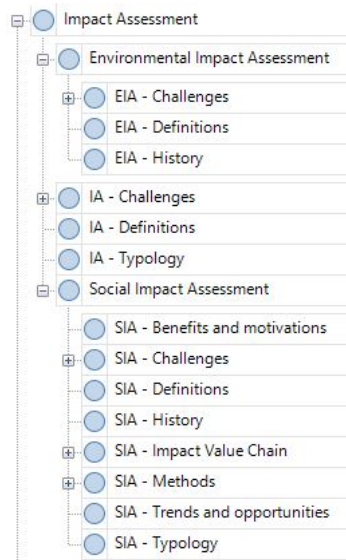 Impact Assessment
Environmental Impact Assessment
EIA - Challenges
EIA - Definitions
EIA - History
IA - Challenges
IA - Definitions
IA - Typology
Social Impact Assessment
SIA - Benefits and motivations
SIA - Challenges
SIA - Definitions
SIA - History
SIA - Impact Value Chain
SIA - Methods
SIA - Trends and opportunities
SIA - Typology